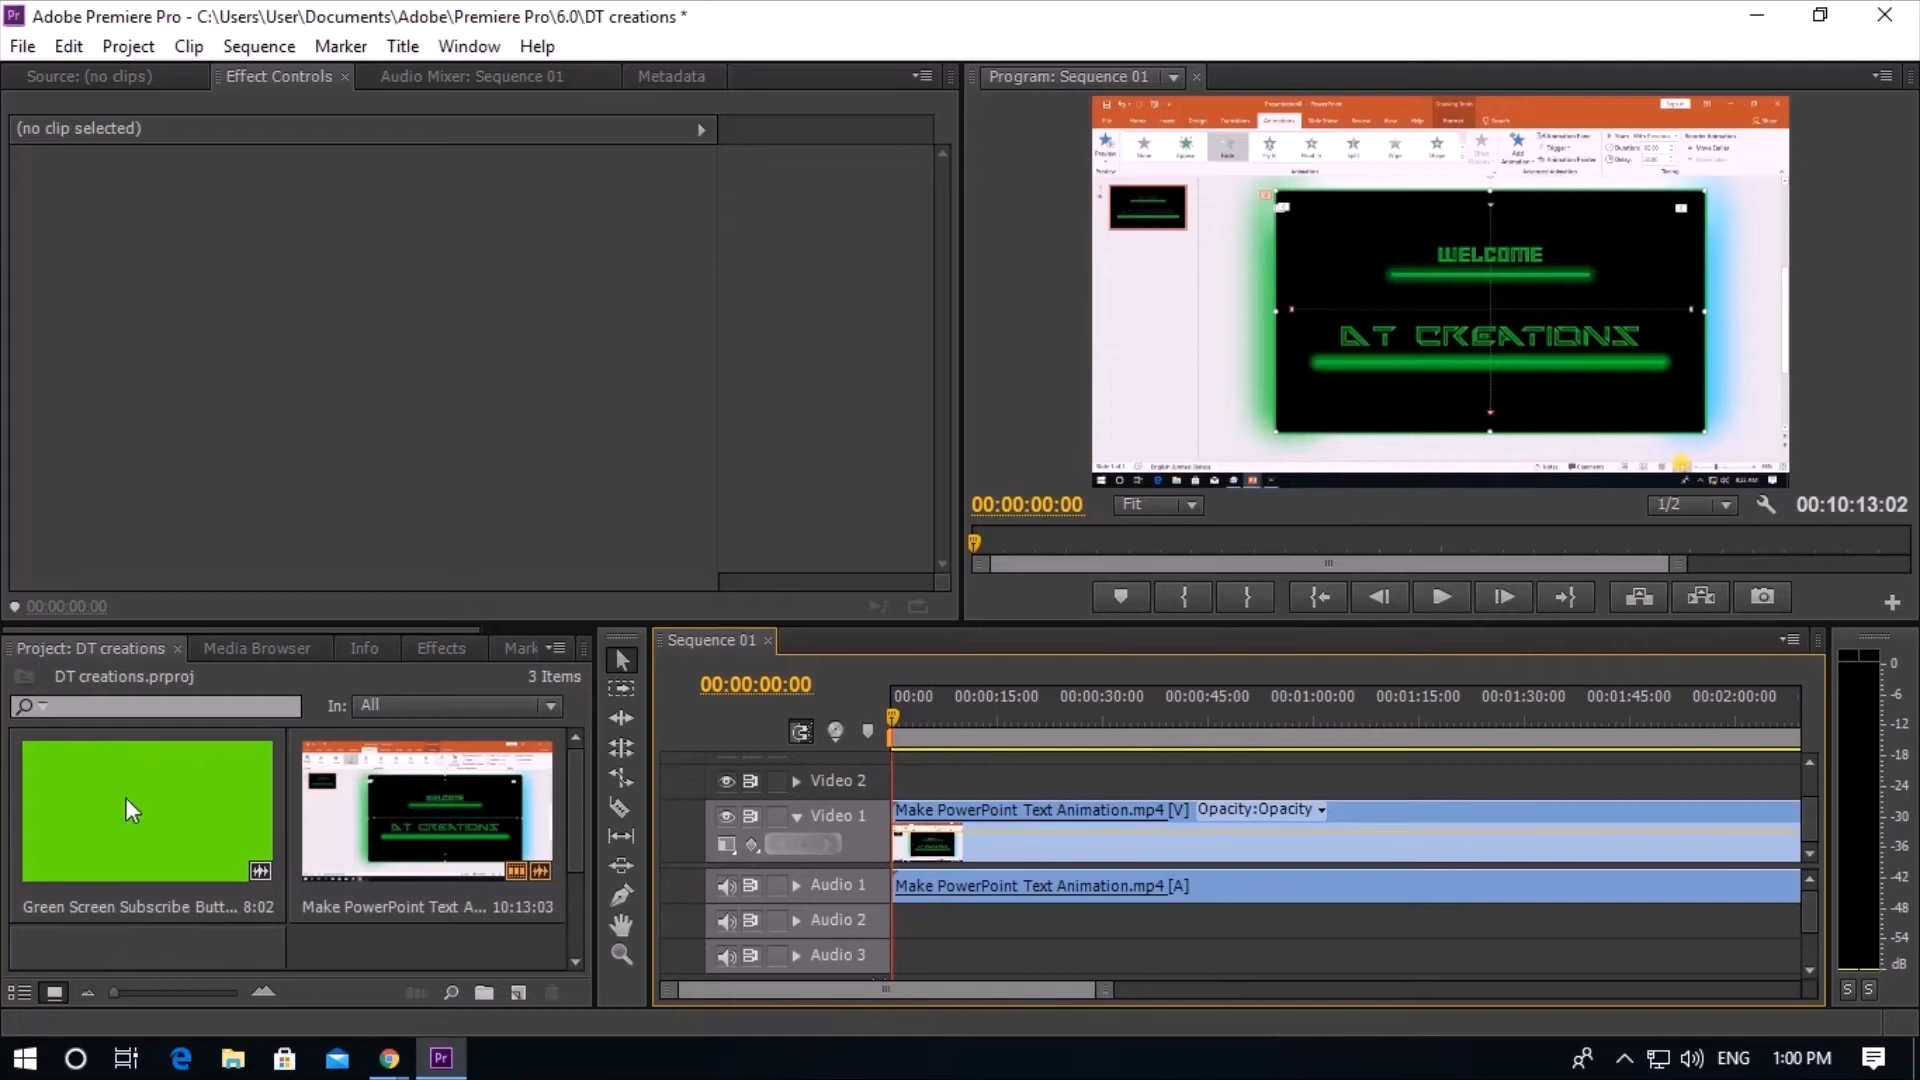 Adobe Premiere Pro - C:\Users\User\Documents\Adobe\Premiere Pro\6.0\DT creations *
File Edit Project Clip Sequence Marker Title Window Help
Source: (no clips) Effect Controls Audio Mixer: Sequence 01 Metadata
(no clip selected)
00:00:00:00
Program: Sequence 01
WELCOME
DT CREATIONS
00:00:00:00 Fit 1/2 00:10:13:02
Project: DT creations Media Browser Info Effects Mark
DT creations.prproj 3 Items
In: All
Green Screen Subscribe Butt... 8:02
Make PowerPoint Text A... 10:13:03
Sequence 01
00:00:00:00
00:00 00:00:15:00 00:00:30:00 00:00:45:00 00:01:00:00 00:01:15:00 00:01:30:00 00:01:45:00 00:02:00:00
Video 2
Video 1 Make PowerPoint Text Animation.mp4 [V] Opacity:Opacity
Audio 1 Make PowerPoint Text Animation.mp4 [A]
Audio 2
Audio 3
0
-6
-12
-18
-24
-30
-36
-42
-48
-54
dB
S S
ENG 1:00 PM